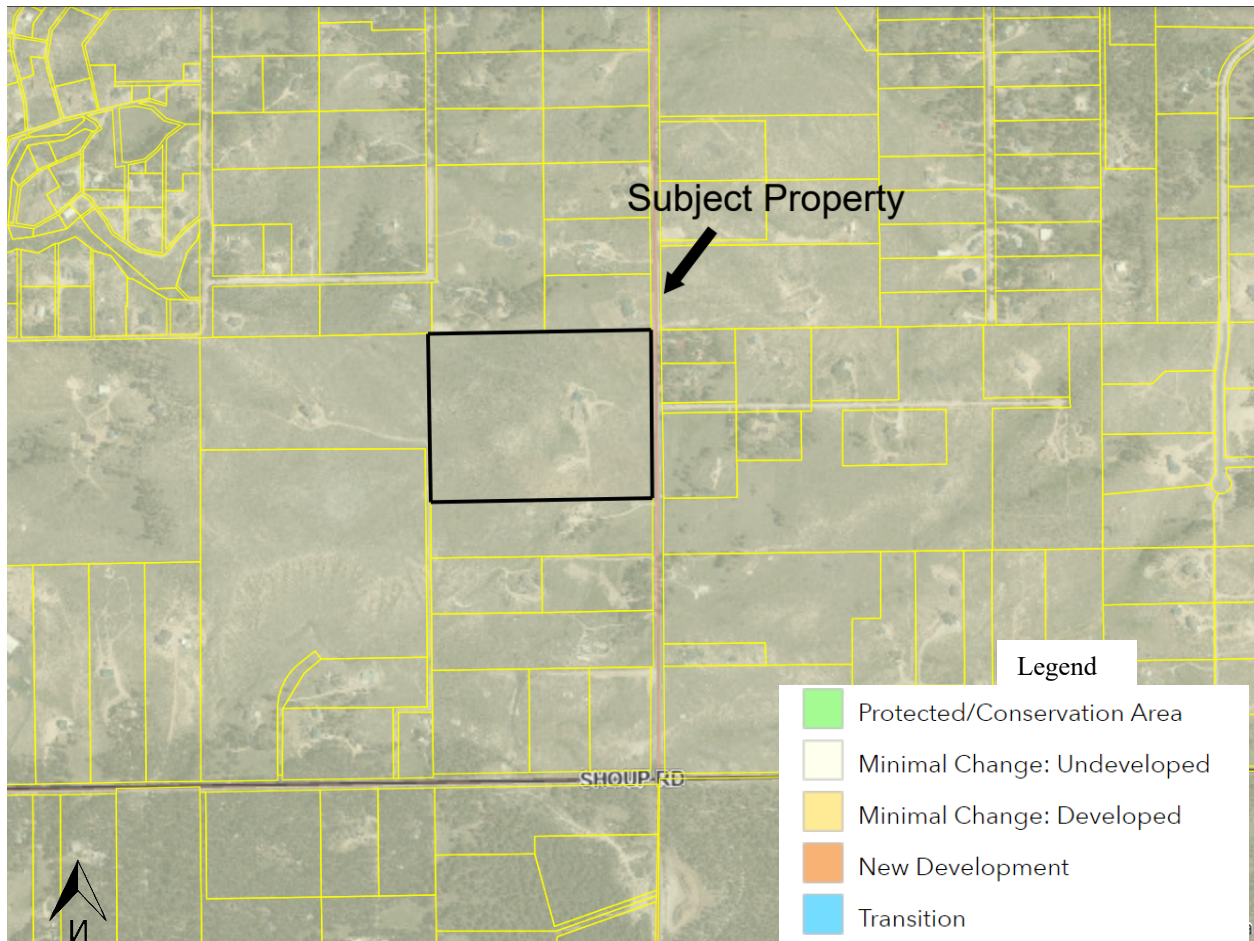 Subject Property
Legend
Protected/Conservation Area
Minimal Change: Undeveloped
Minimal Change: Developed
New Development
SHOUP RD
Transition
N